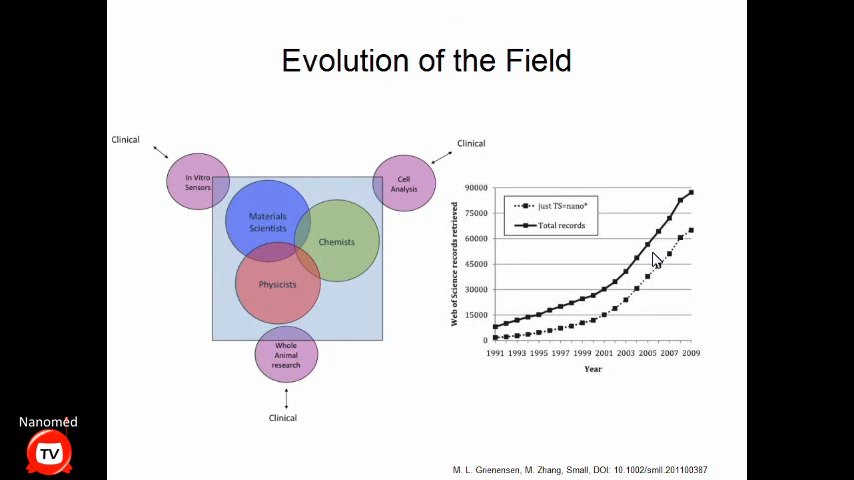 Evolution of the Field
Clinical
In Vitro
Sensors
Clinical
Cell
Analysis
Materials
Scientists
Chemists
Physicists
Whole
Animal
research
Clinical
Web of Science records retrieved
90000
75000
60000
45000
30000
15000
0
just TS=nano*
Total records
1991 1993 1995 1997 1999 2001 2003 2005 2007 2009
Year
Nanomed
TV
M. L. Grienensen, M. Zhang, Small, DOI: 10.1002/smll.201100387